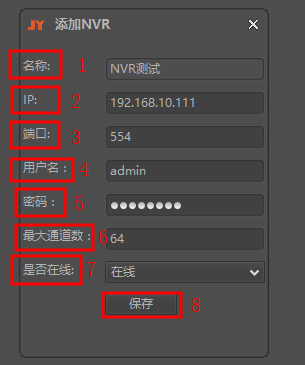 JY 添加NVR ×
名称: 1 NVR测试
IP: 2 192.168.10.111
端口: 3 554
用户名： 4 admin
密码： 5 ●●●●●●●●
最大通道数： 6 64
是否在线: 7 在线
保存 8